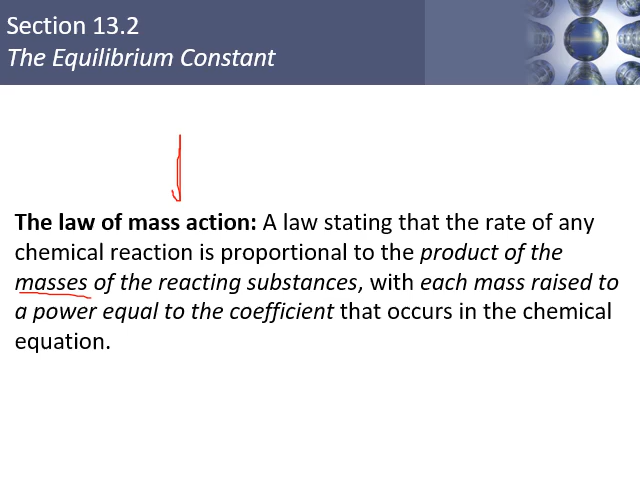 Section 13.2
The Equilibrium Constant
The law of mass action: A law stating that the rate of any
chemical reaction is proportional to the product of the
masses of the reacting substances, with each mass raised to
a power equal to the coefficient that occurs in the chemical
equation.